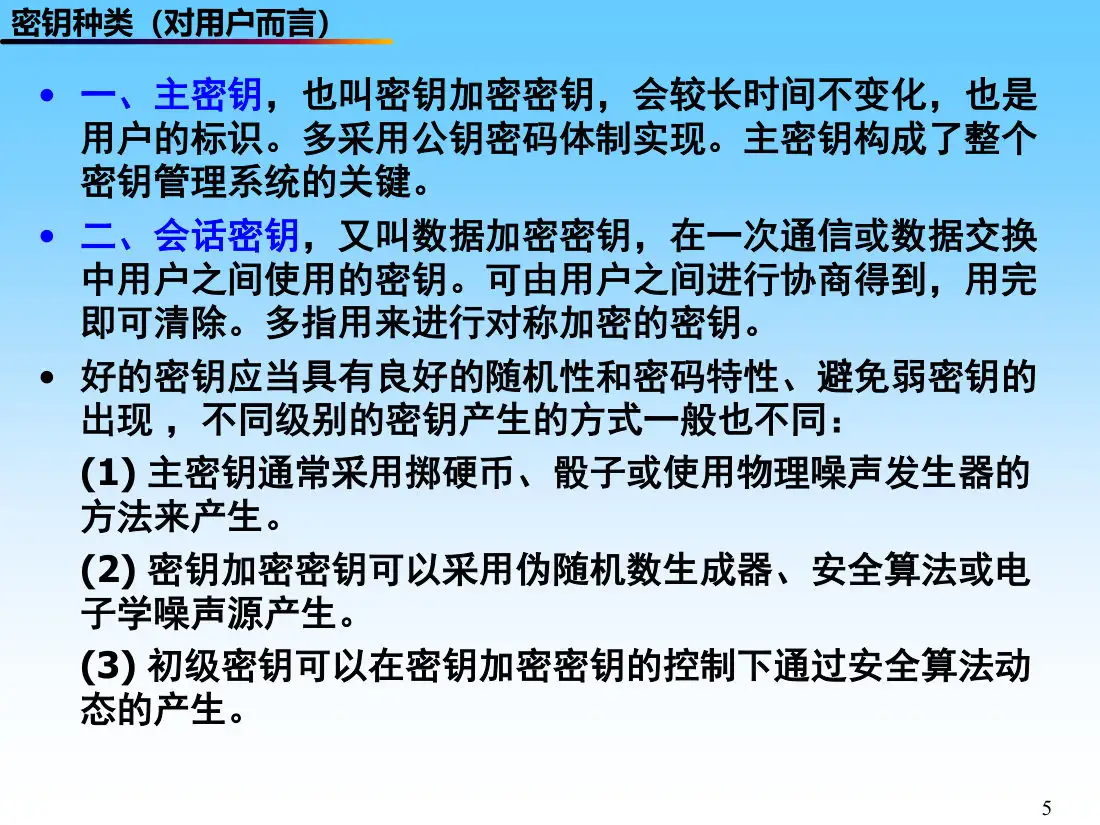 密钥种类（对用户而言）
• 一、主密钥，也叫密钥加密密钥，会较长时间不变化，也是
用户的标识。多采用公钥密码体制实现。主密钥构成了整个
密钥管理系统的关键。
• 二、会话密钥，又叫数据加密密钥，在一次通信或数据交换
中用户之间使用的密钥。可由用户之间进行协商得到，用完
即可清除。多指用来进行对称加密的密钥。
• 好的密钥应当具有良好的随机性和密码特性、避免弱密钥的
出现 ，不同级别的密钥产生的方式一般也不同：
(1) 主密钥通常采用掷硬币、骰子或使用物理噪声发生器的
方法来产生。
(2) 密钥加密密钥可以采用伪随机数生成器、安全算法或电
子学噪声源产生。
(3) 初级密钥可以在密钥加密密钥的控制下通过安全算法动
态的产生。
5